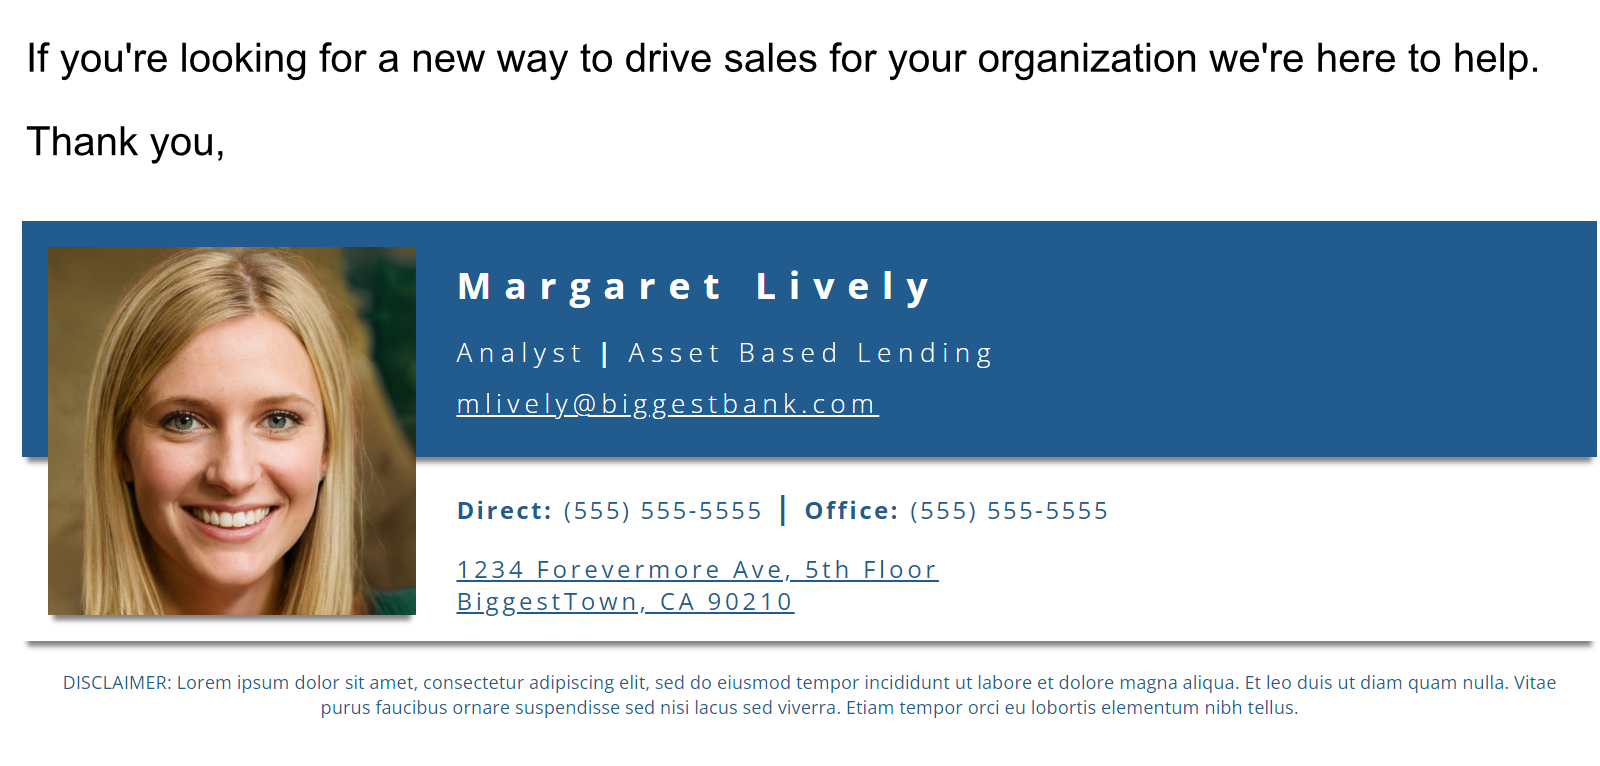 If you're looking for a new way to drive sales for your organization we're here to help.
Thank you,
Margaret Lively
Analyst | Asset Based Lending
mlively@biggestbank.com
Direct: (555) 555-5555 | Office: (555) 555-5555
1234 Forevermore Ave, 5th Floor
BiggestTown, CA 90210
DISCLAIMER: Lorem ipsum dolor sit amet, consectetur adipiscing elit, sed do eiusmod tempor incididunt ut labore et dolore magna aliqua. Et leo duis ut diam quam nulla. Vitae
purus faucibus ornare suspendisse sed nisi lacus sed viverra. Etiam tempor orci eu lobortis elementum nibh tellus.